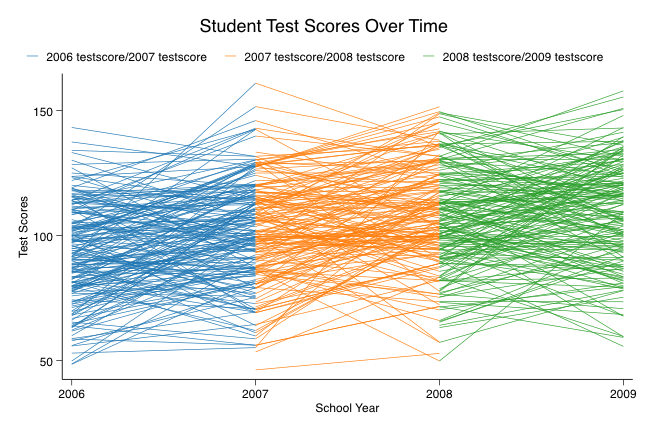 Student Test Scores Over Time
2006 testscore/2007 testscore 2007 testscore/2008 testscore 2008 testscore/2009 testscore
150
100
50
Test Scores
2006 2007 2008 2009
School Year